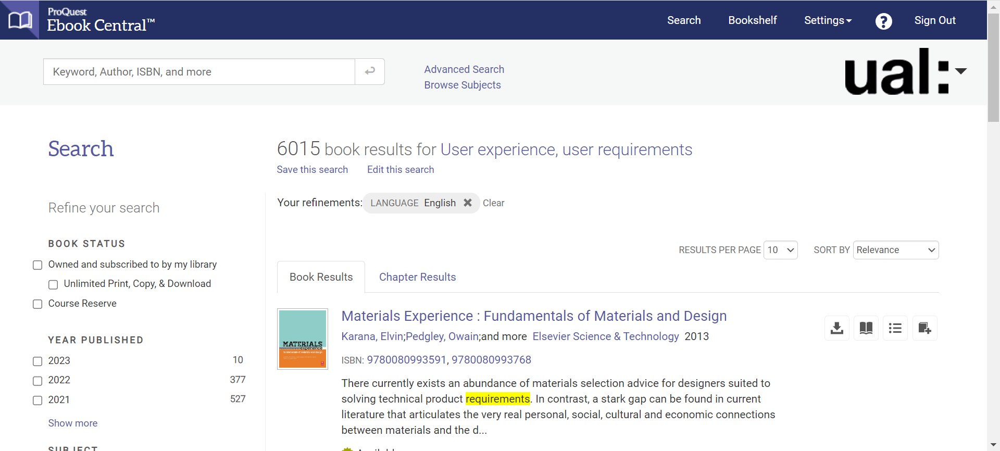 ProQuest
Ebook Central™
Search
Bookshelf
Settings
?
Sign Out
Keyword, Author, ISBN, and more
Advanced Search
Browse Subjects
ual:
Search
6015 book results for User experience, user requirements
Save this search
Edit this search
Refine your search
Your refinements: LANGUAGE English Clear
BOOK STATUS
Owned and subscribed to by my library
Unlimited Print, Copy, & Download
Course Reserve
YEAR PUBLISHED
2023 10
2022 377
2021 527
Show more
SUBJECT
RESULTS PER PAGE 10
SORT BY Relevance
Book Results
Chapter Results
MATERIALS
experience
Materials Experience : Fundamentals of Materials and Design
Karana, Elvin;Pedgley, Owain;and more Elsevier Science & Technology 2013
ISBN: 9780080993591, 9780080993768
There currently exists an abundance of materials selection advice for designers suited to
solving technical product requirements. In contrast, a stark gap can be found in current
literature that articulates the very real personal, social, cultural and economic connections
between materials and the d...